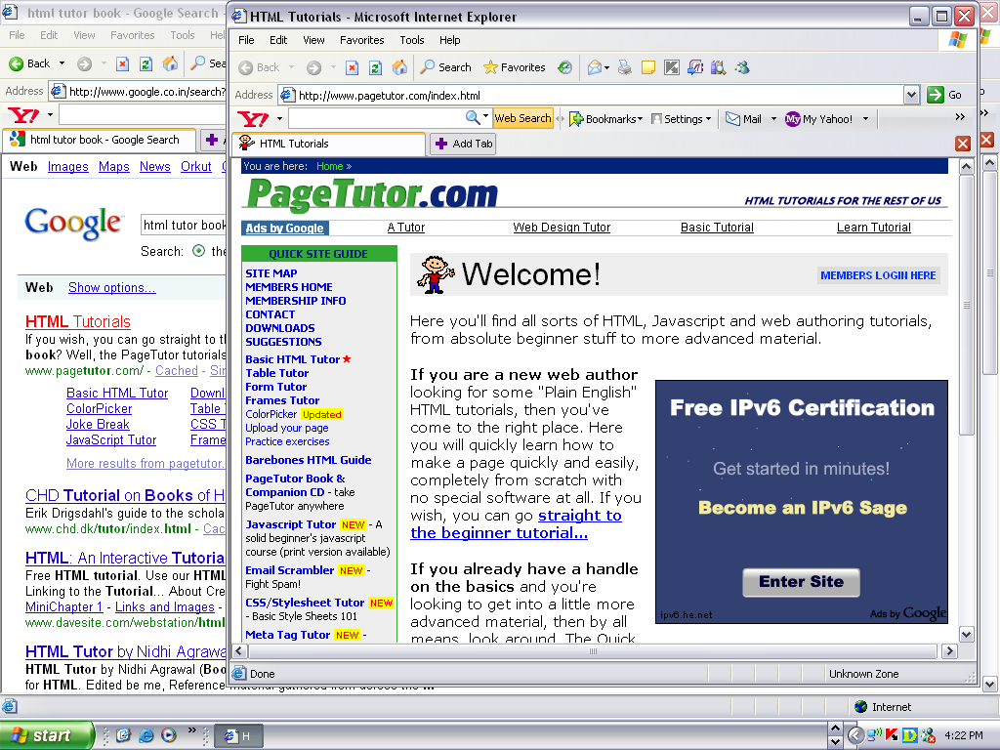 html tutor book - Google Search -
File Edit View Favorites Tools Hel
Back Sea
Address http://www.google.co.in/search?
Y!
html tutor book - Google Search
Web Images Maps News Orkut
Google html tutor book
Search: the
Web Show options...
HTML Tutorials
If you wish, you can go straight to th
book? Well, the PageTutor tutorials
www.pagetutor.com/ - Cached - Sim
Basic HTML Tutor Downl
ColorPicker Table
Joke Break CSS T
JavaScript Tutor Frame
More results from pagetutor.
CHD Tutorial on Books of H
Erik Drigsdahl's guide to the schola
www.chd.dk/tutor/index.html - Cac
HTML: An Interactive Tutoria
Free HTML tutorial. Use our HTM
Linking to the Tutorial... About Cre
MiniChapter 1 - Links and Images -
www.davesite.com/webstation/html
HTML Tutor by Nidhi Agrawa
HTML Tutor by Nidhi Agrawal (Boo
for HTML. Edited be me, Reference material gathered from across the ...
HTML Tutorials - Microsoft Internet Explorer
File Edit View Favorites Tools Help
Back Search Favorites
Address http://www.pagetutor.com/index.html Go
Y! Web Search Bookmarks Settings Mail My Yahoo! >>
HTML Tutorials Add Tab
You are here: Home »
PageTutor.com HTML TUTORIALS FOR THE REST OF US
Ads by Google A Tutor Web Design Tutor Basic Tutorial Learn Tutorial
QUICK SITE GUIDE
SITE MAP
MEMBERS HOME
MEMBERSHIP INFO
CONTACT
DOWNLOADS
SUGGESTIONS
Basic HTML Tutor
Table Tutor
Form Tutor
Frames Tutor
ColorPicker Updated
Upload your page
Practice exercises
Barebones HTML Guide
PageTutor Book &
Companion CD - take
PageTutor anywhere
Javascript Tutor NEW - A
solid beginner's javascript
course (print version available)
Email Scrambler NEW -
Fight Spam!
CSS/Stylesheet Tutor NEW
- Basic Style Sheets 101
Meta Tag Tutor NEW -
Welcome! MEMBERS LOGIN HERE
Here you'll find all sorts of HTML, Javascript and web authoring tutorials,
from absolute beginner stuff to more advanced material.
If you are a new web author
looking for some "Plain English"
HTML tutorials, then you've
come to the right place. Here
you will quickly learn how to
make a page quickly and easily,
completely from scratch with
no special software at all. If you
wish, you can go straight to
the beginner tutorial...
If you already have a handle
on the basics and you're
looking to get into a little more
advanced material, then by all
means, look around. The Quick
Free IPv6 Certification
Get started in minutes!
Become an IPv6 Sage
Enter Site
ipv6.he.net Ads by Google
Done Unknown Zone
Internet
start H 4:22 PM